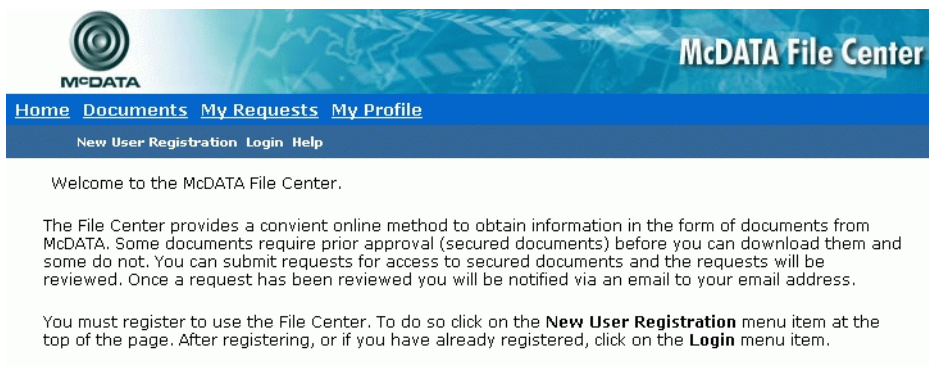 McDATA
McDATA File Center
Home Documents My Requests My Profile
New User Registration Login Help
Welcome to the McDATA File Center.
The File Center provides a convient online method to obtain information in the form of documents from
McDATA. Some documents require prior approval (secured documents) before you can download them and
some do not. You can submit requests for access to secured documents and the requests will be
reviewed. Once a request has been reviewed you will be notified via an email to your email address.
You must register to use the File Center. To do so click on the New User Registration menu item at the
top of the page. After registering, or if you have already registered, click on the Login menu item.